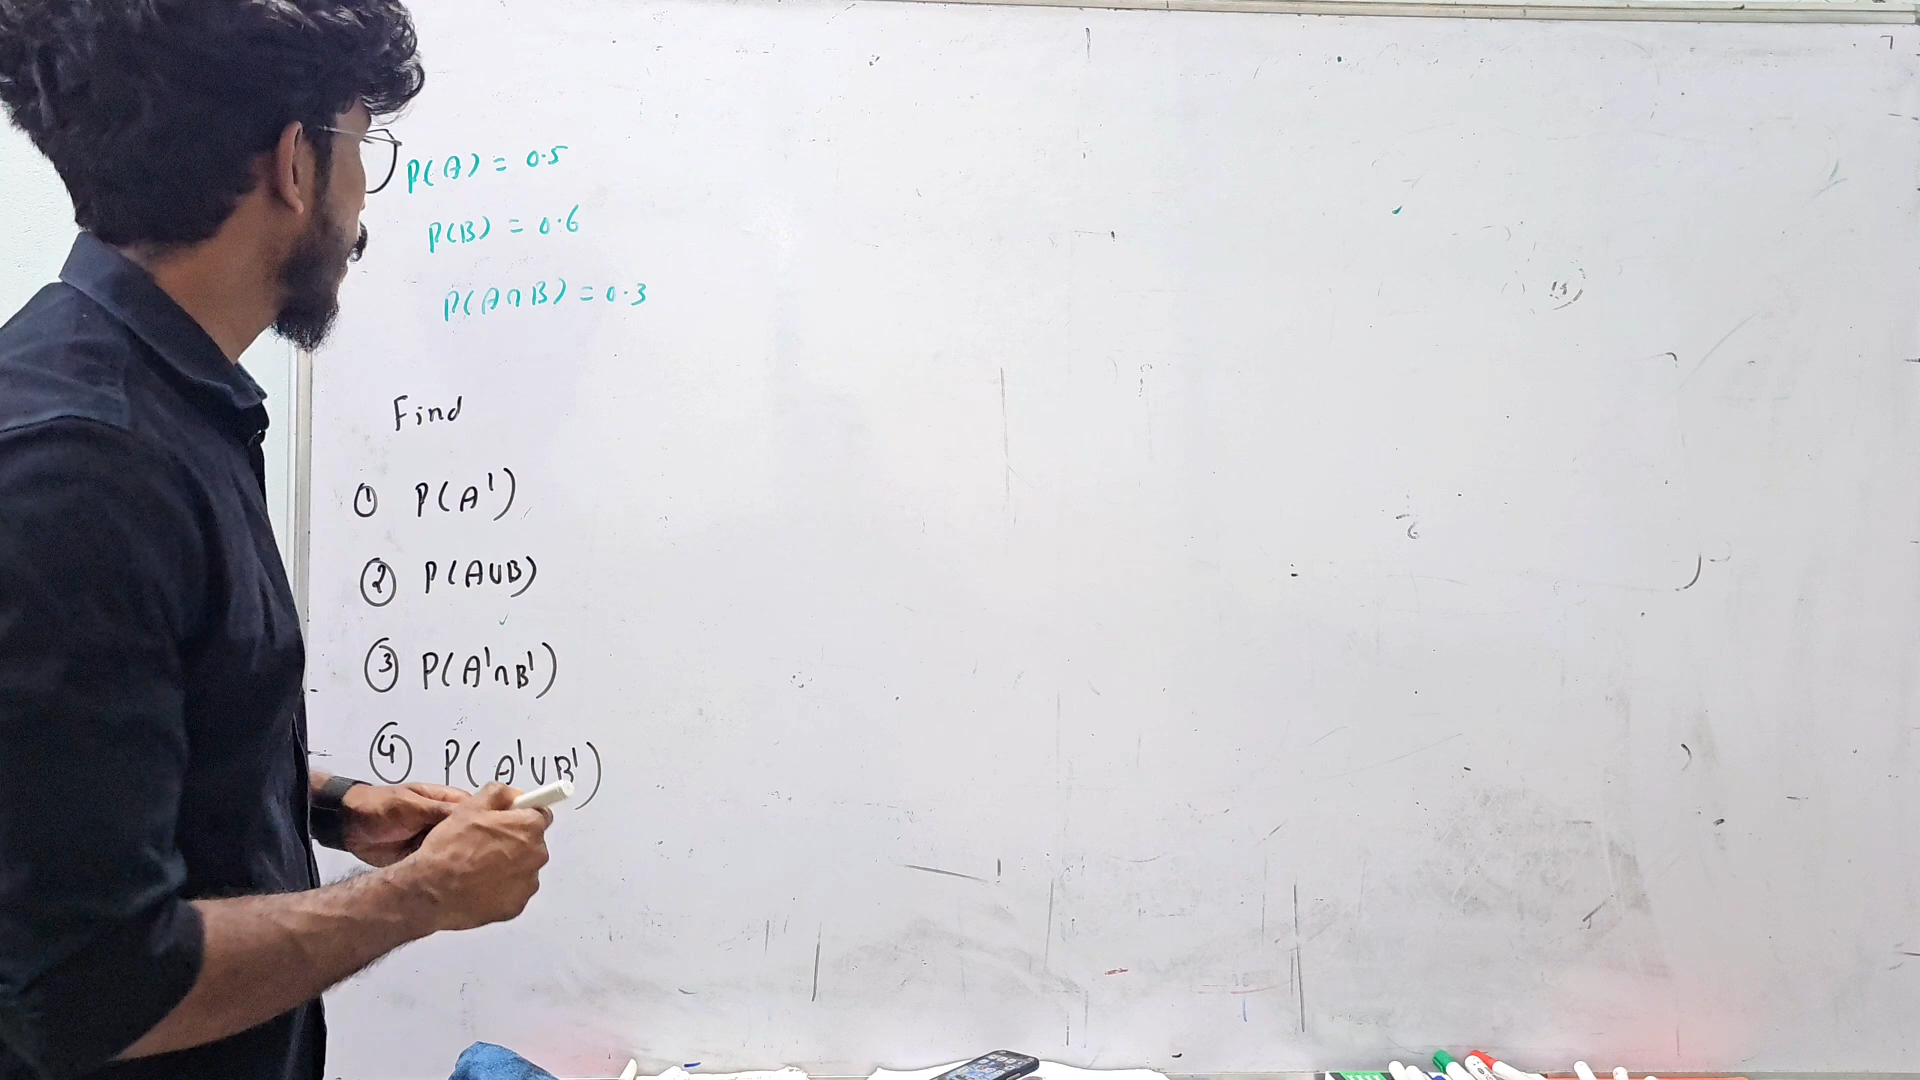 P(A) = 0.5
P(B) = 0.6
P(A∩B) = 0.3
Find
① P(A')
② P(A∪B)
③ P(A'∩B')
④ P(A'∪B')